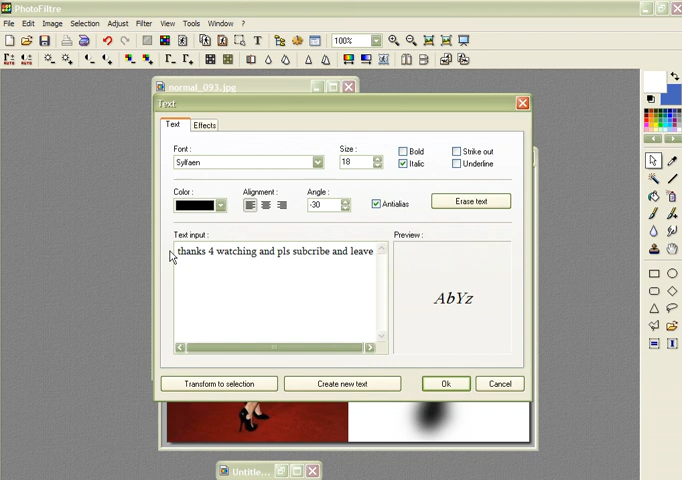 PhotoFiltre
File Edit Image Selection Adjust Filter View Tools Window ?
100%
AUTO AUTO
normal_093.jpg
Text
Text Effects
Font :
Sylfaen
Size :
18
Bold
Italic
Strike out
Underline
Color :
Alignment :
Angle :
-30
Antialias
Erase text
Text input :
thanks 4 watching and pls subcribe and leave
Preview :
AbYz
Transform to selection
Create new text
Ok
Cancel
Untitle...